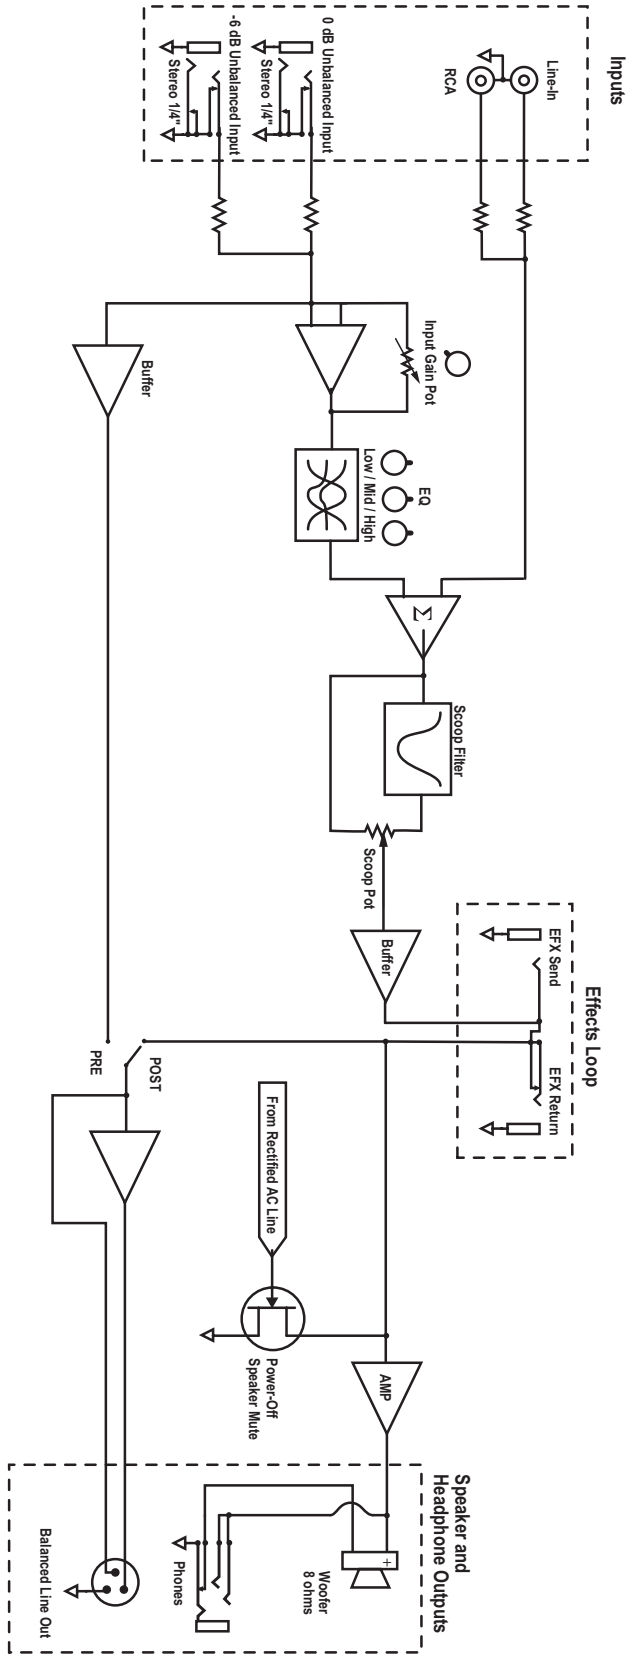 Inputs
Line-In
RCA
0 dB Unbalanced Input
Stereo 1/4"
-6 dB Unbalanced Input
Stereo 1/4"
Input Gain Pot
Buffer
EQ
Low / Mid / High
Σ
Scoop Filter
Scoop Pot
Buffer
Effects Loop
EFX Send
EFX Return
PRE
POST
From Rectified AC Line
Power-Off
Speaker Mute
AMP
Speaker and
Headphone Outputs
+
Woofer
8 ohms
Phones
Balanced Line Out